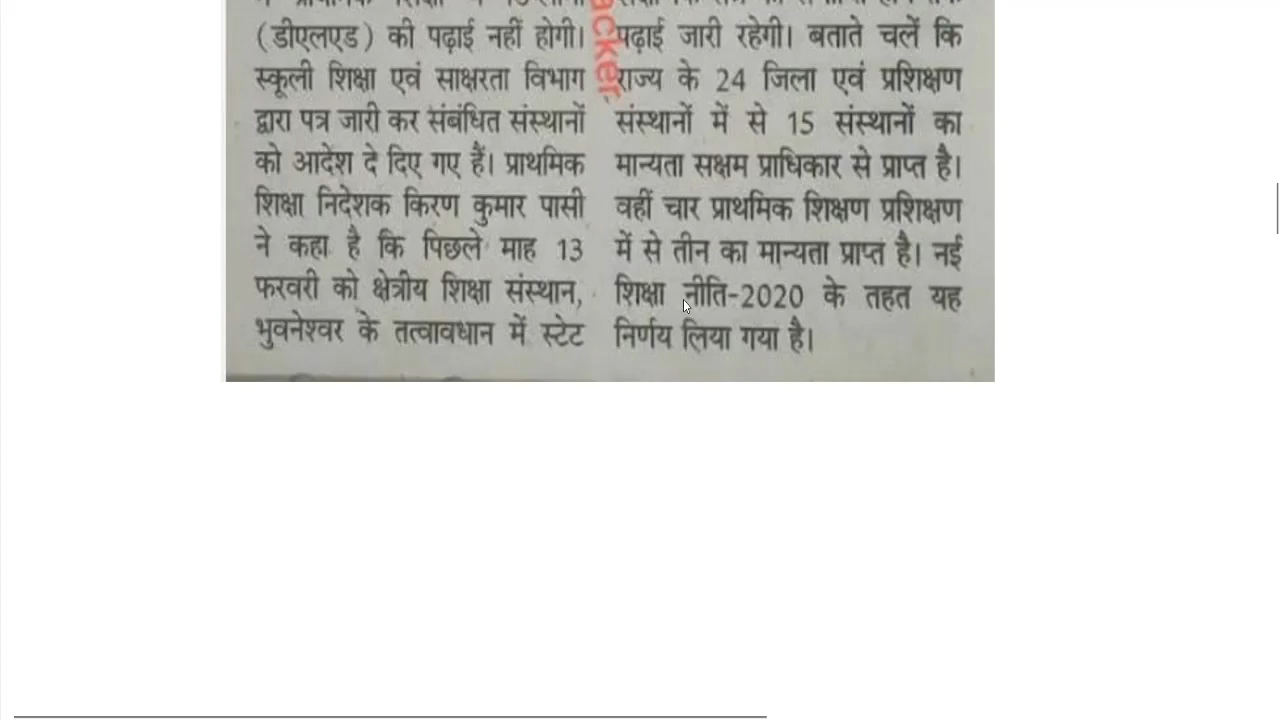 (डीएलएड) की पढ़ाई नहीं होगी।
स्कूली शिक्षा एवं साक्षरता विभाग
द्वारा पत्र जारी कर संबंधित संस्थानों
को आदेश दे दिए गए हैं। प्राथमिक
शिक्षा निदेशक किरण कुमार पासी
ने कहा है कि पिछले माह 13
फरवरी को क्षेत्रीय शिक्षा संस्थान,
भुवनेश्वर के तत्वावधान में स्टेट
पढ़ाई जारी रहेगी। बताते चलें कि
राज्य के 24 जिला एवं प्रशिक्षण
संस्थानों में से 15 संस्थानों का
मान्यता सक्षम प्राधिकार से प्राप्त है।
वहीं चार प्राथमिक शिक्षण प्रशिक्षण
में से तीन का मान्यता प्राप्त है। नई
शिक्षा नीति-2020 के तहत यह
निर्णय लिया गया है।
acker